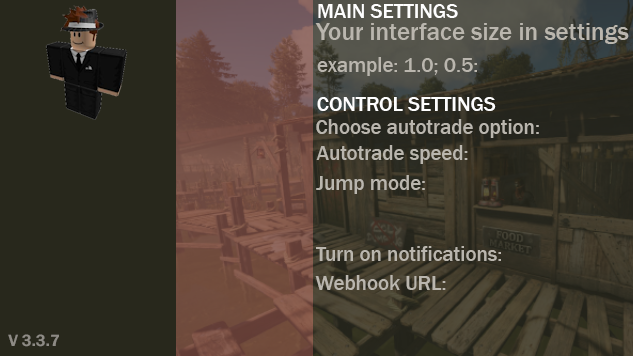 MAIN SETTINGS
Your interface size in settings
example: 1.0; 0.5:
CONTROL SETTINGS
Choose autotrade option:
Autotrade speed:
Jump mode:
FOOD
MARKET
Turn on notifications:
Webhook URL:
V 3.3.7